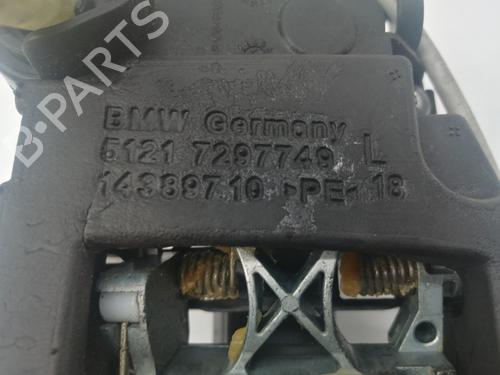 BMW Germany
5121 7297749 L
14389710 >PE< 18
B-PARTS